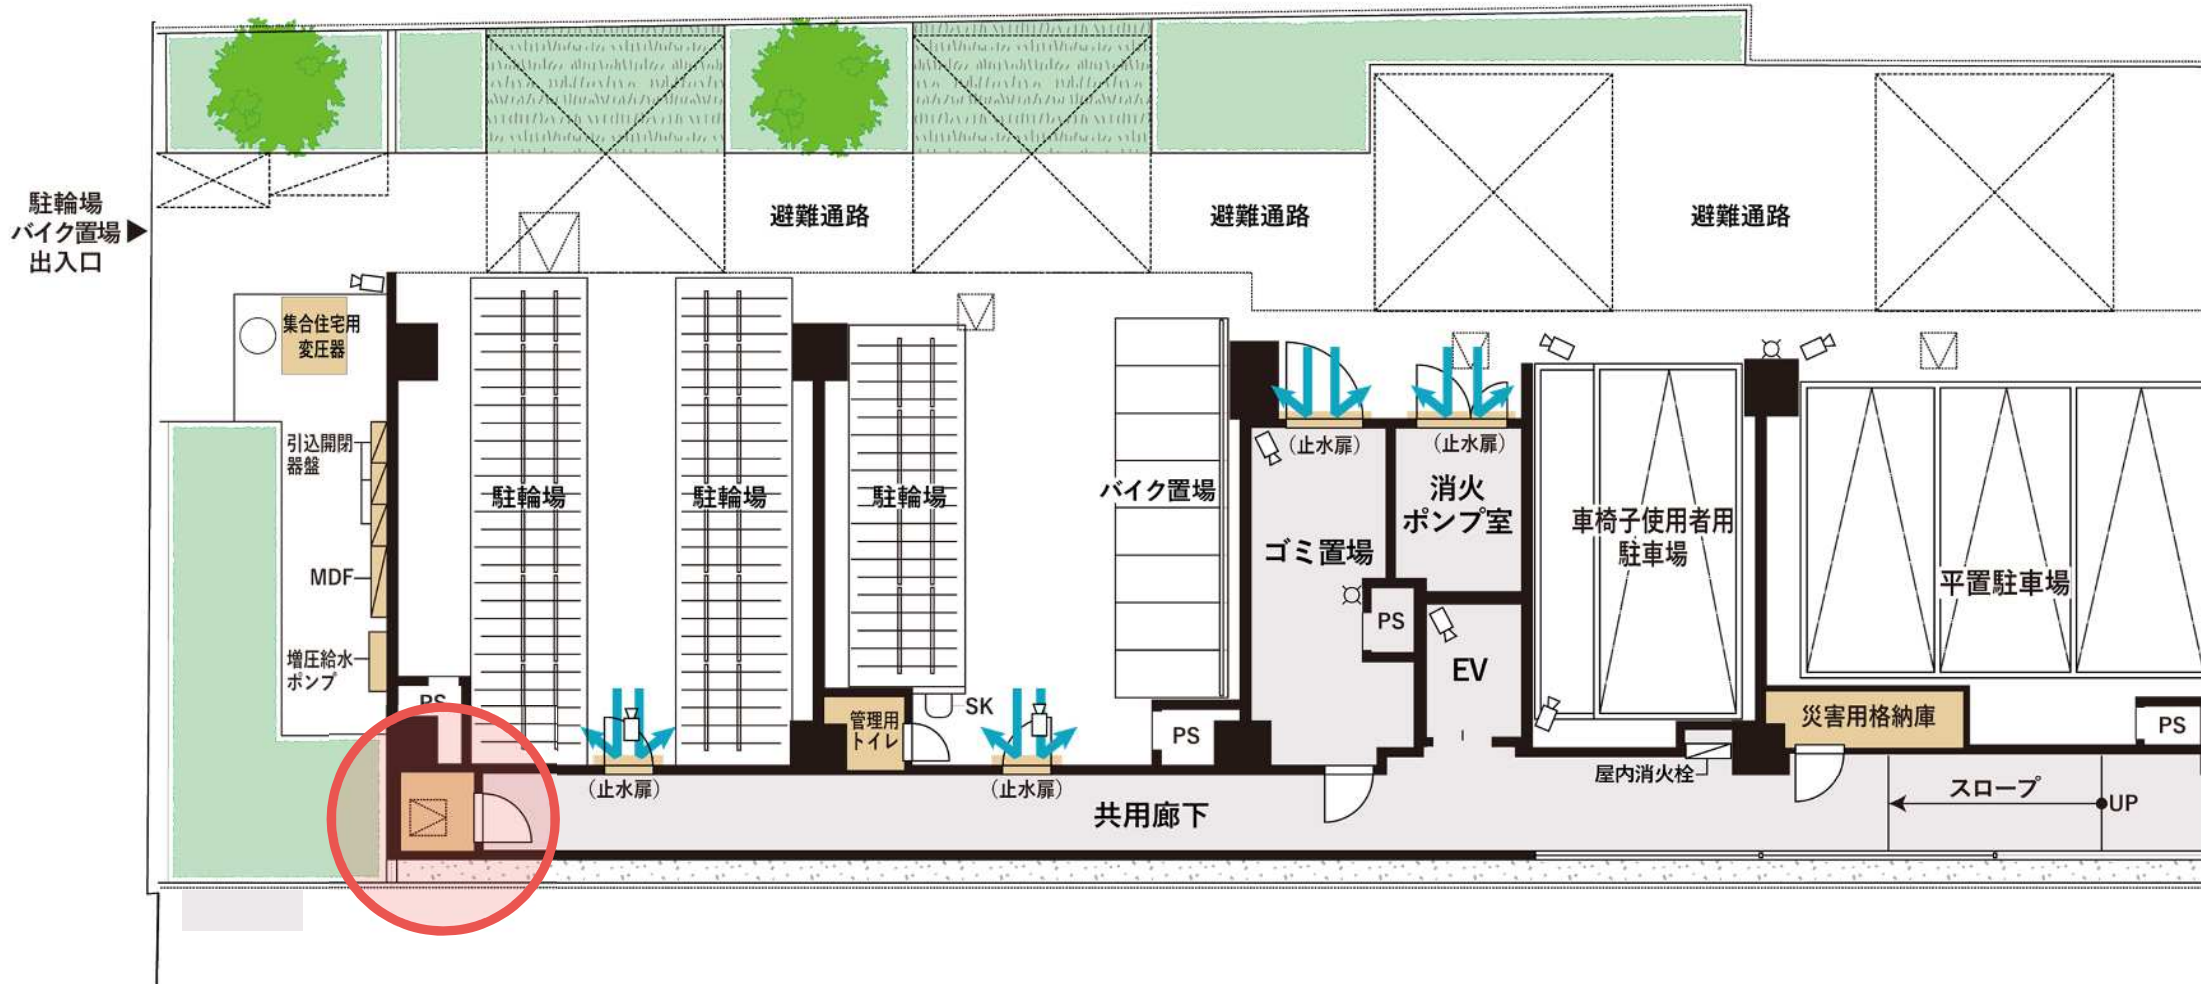 駐輪場
バイク置場
出入口
避難通路
避難通路
避難通路
集合住宅用
変圧器
引込開閉
器盤
MDF
増圧給水
ポンプ
PS
駐輪場
駐輪場
駐輪場
バイク置場
(止水扉)
(止水扉)
ゴミ置場
消火
ポンプ室
PS
EV
車椅子使用者用
駐車場
平置駐車場
管理用
トイレ
SK
PS
災害用格納庫
PS
(止水扉)
(止水扉)
共用廊下
屋内消火栓
スロープ
UP